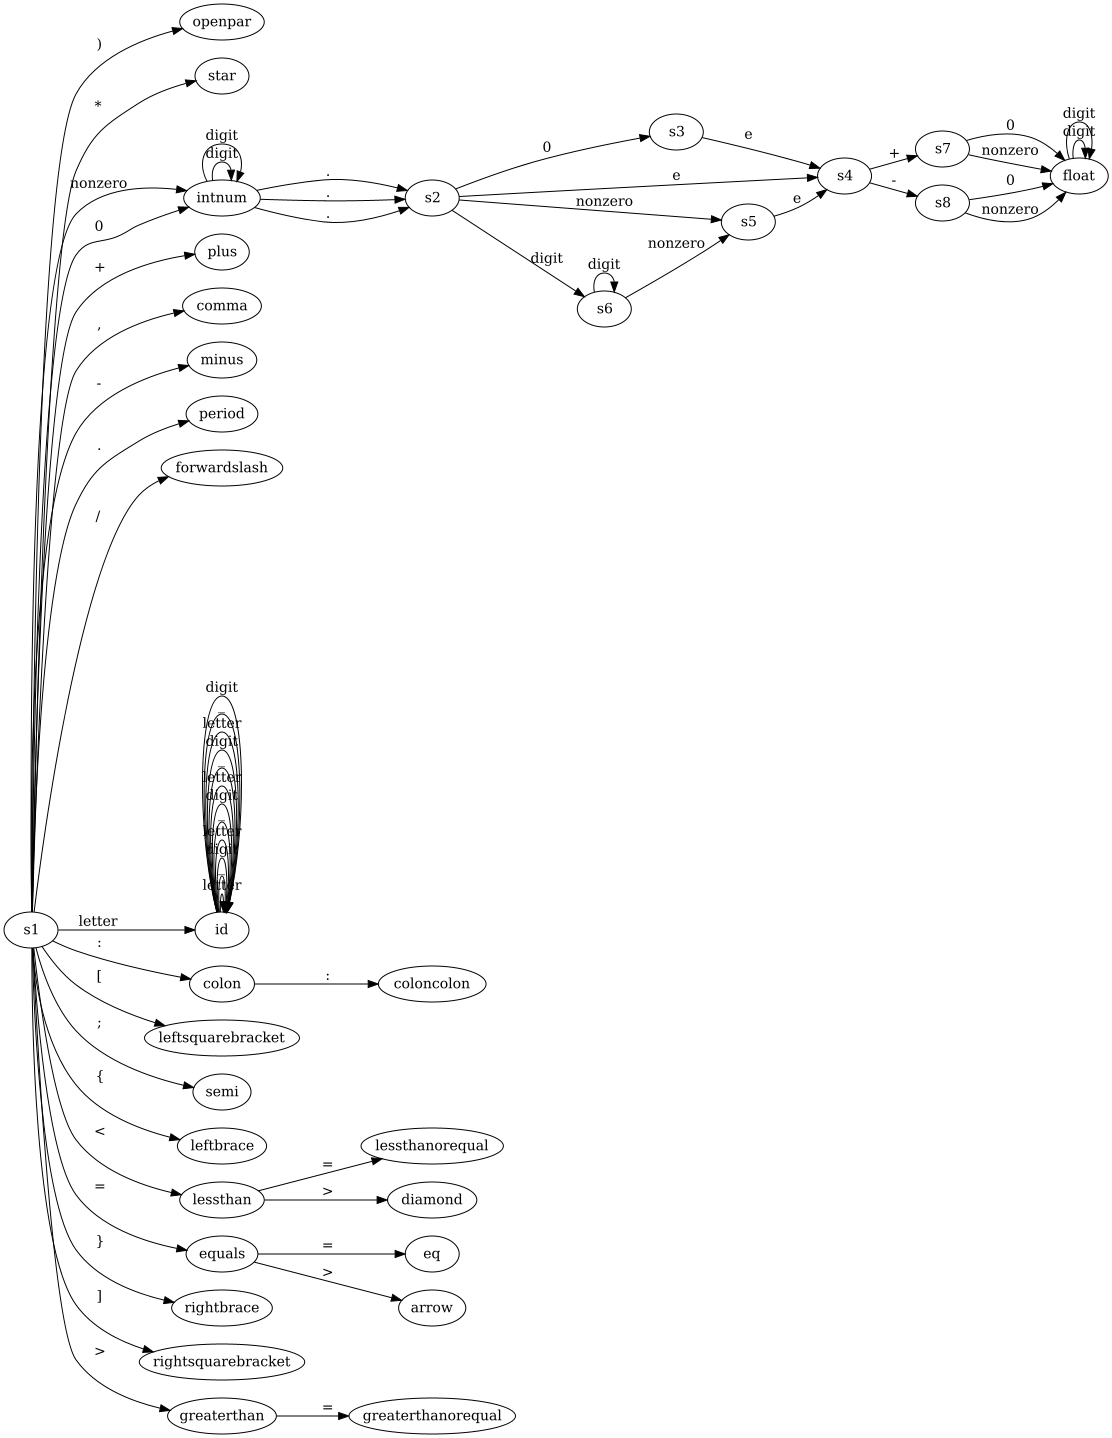 openpar
)
star
*
digit
digit
nonzero
intnum
0
.
.
.
s2
0
e
nonzero
digit
s3
e
s5
e
nonzero
digit
s6
s4
+
-
s7
0
nonzero
s8
0
nonzero
digit
digit
float
plus
+
comma
,
minus
-
period
.
forwardslash
/
digit
_
letter
digit
_
letter
digit
_
letter
digit
_
letter
s1
letter
id
:
colon
:
coloncolon
[
leftsquarebracket
;
semi
{
leftbrace
<
lessthan
=
lessthanorequal
>
diamond
=
equals
=
eq
>
arrow
}
rightbrace
]
rightsquarebracket
>
greaterthan
=
greaterthanorequal